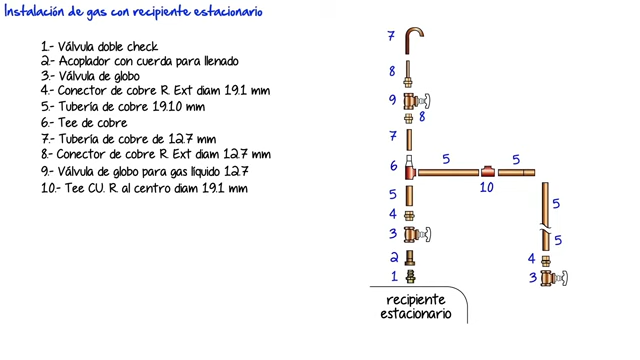 Instalación de gas con recipiente estacionario
1.- Válvula doble check
2.- Acoplador con cuerda para llenado
3.- Válvula de globo
4.- Conector de cobre R. Ext diam 19.1 mm
5.- Tubería de cobre 19.10 mm
6.- Tee de cobre
7.- Tubería de cobre de 12.7 mm
8.- Conector de cobre R. Ext diam 12.7 mm
9.- Válvula de globo para gas líquido 12.7
10.- Tee CU. R al centro diam 19.1 mm
7
8
9
8
7
6
5
5
10
5
4
3
2
1
5
5
4
3
recipiente
estacionario